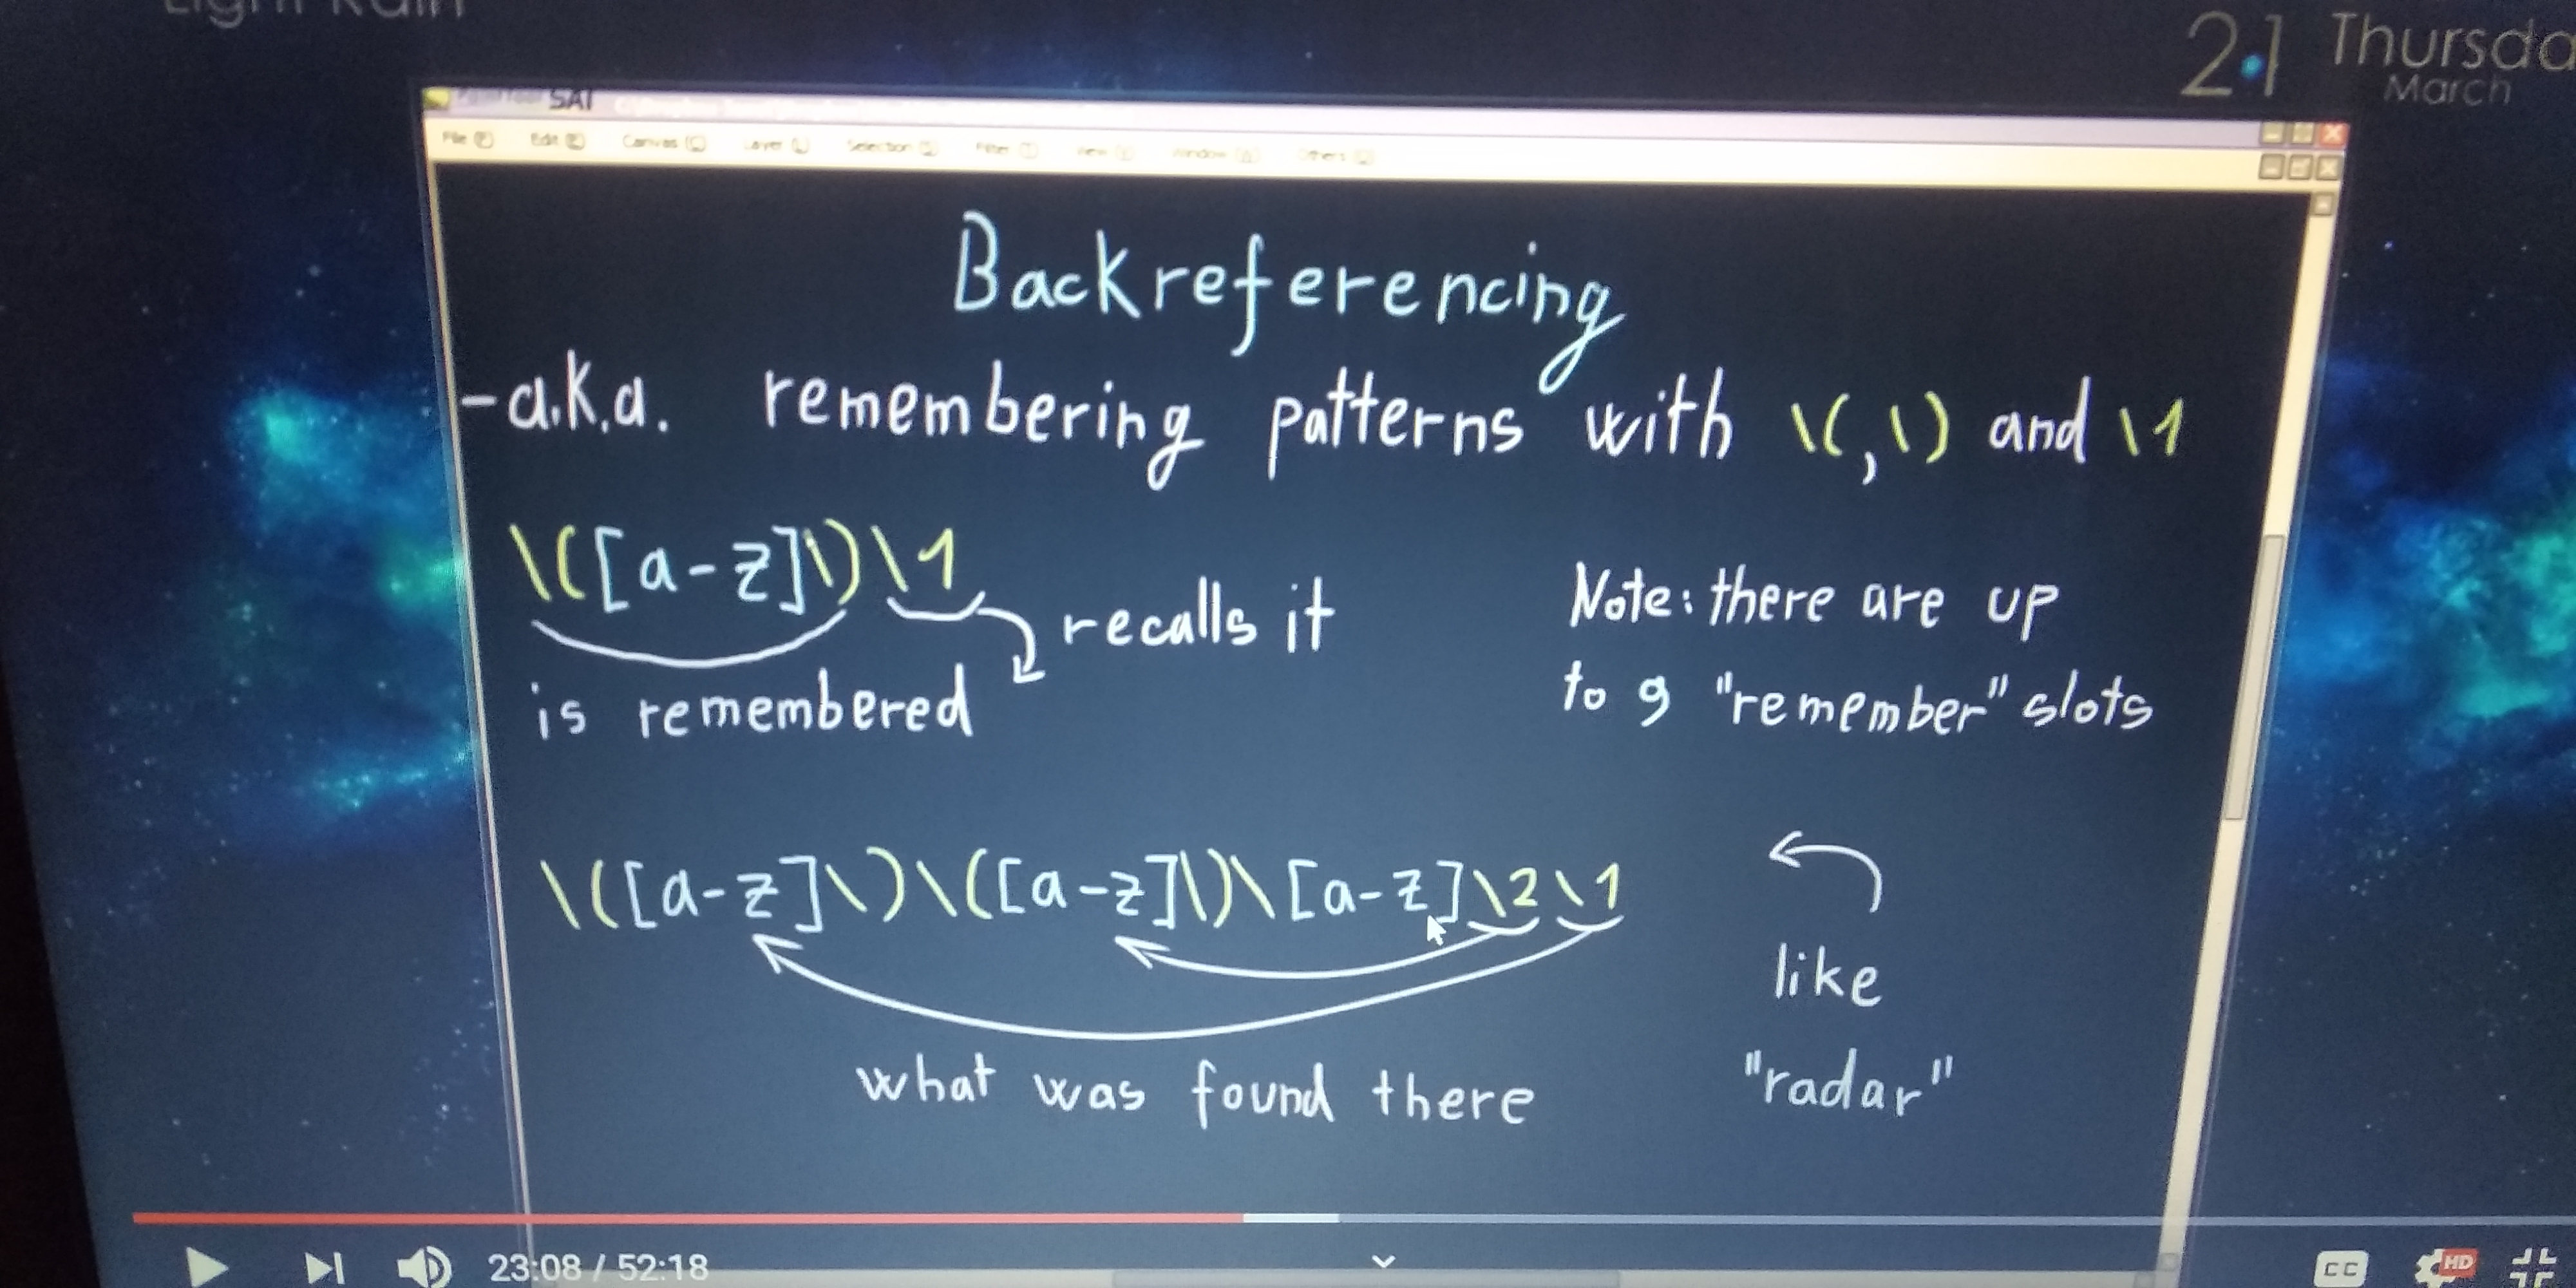 Light Rain
21 Thursda
March
SAI
File (F) Edit (E) Canvas (C) Layer (L) Selection (S) Filter (T) View (V) Window (W) Others (O)
Backreferencing
-a.k.a. remembering patterns with \(,\) and \1
\([a-z]\)\1
recalls it
is remembered
Note: there are up
to 9 "remember" slots
\([a-z]\)\([a-z]\)\[a-z]\2\1
what was found there
like
"radar"
23:08 / 52:18
CC HD